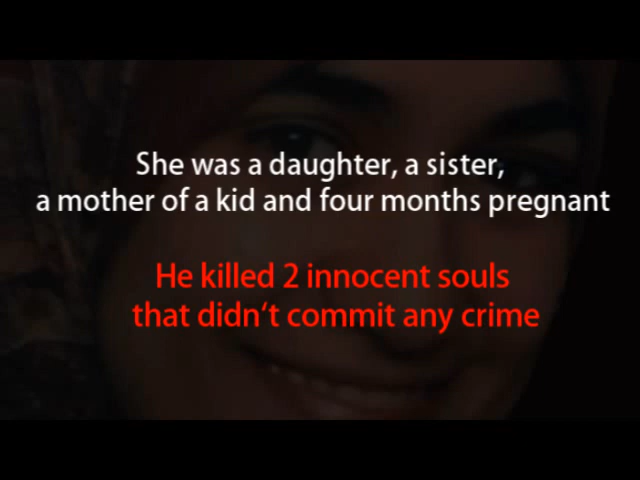 She was a daughter, a sister,
a mother of a kid and four months pregnant
He killed 2 innocent souls
that didn't commit any crime